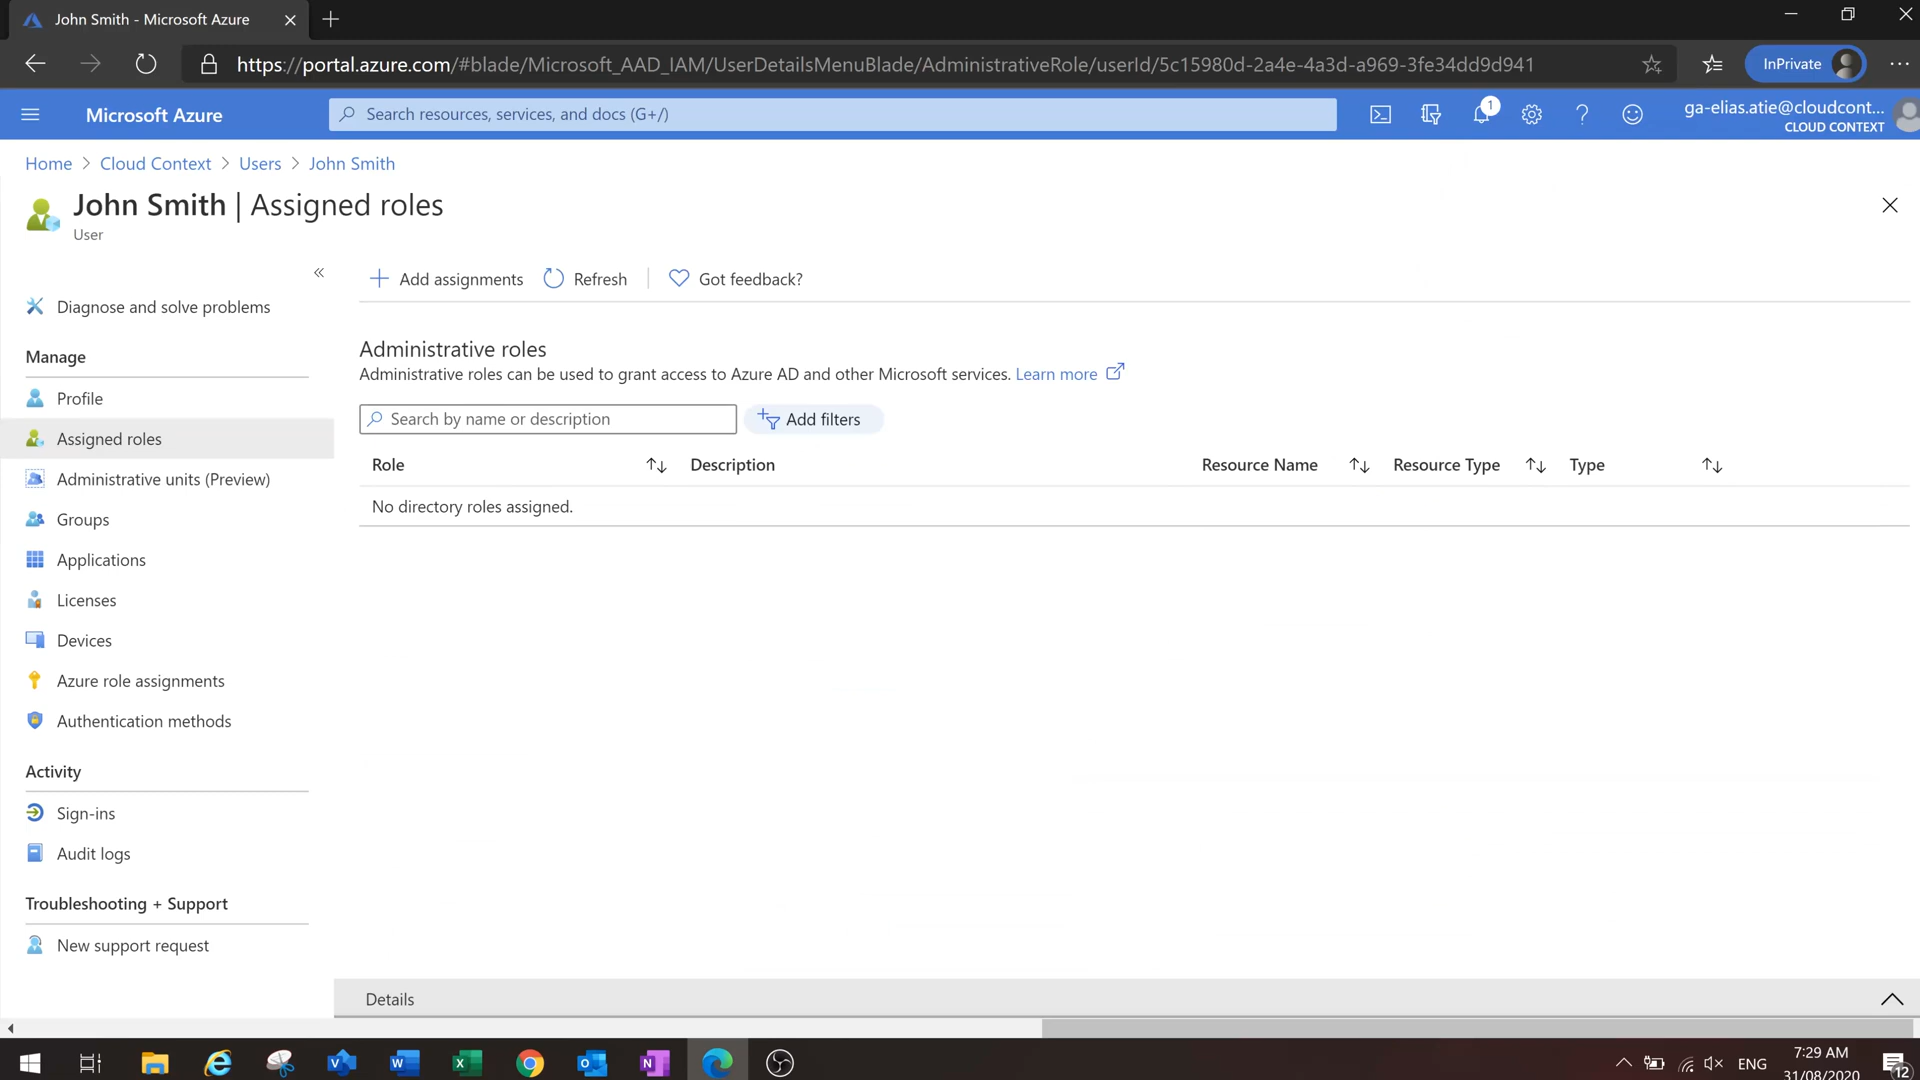 John Smith - Microsoft Azure
https://portal.azure.com/#blade/Microsoft_AAD_IAM/UserDetailsMenuBlade/AdministrativeRole/userId/5c15980d-2a4e-4a3d-a969-3fe34dd9d941
InPrivate
Microsoft Azure
Search resources, services, and docs (G+/)
1
ga-elias.atie@cloudcont...
CLOUD CONTEXT
Home > Cloud Context > Users > John Smith
John Smith | Assigned roles
User
Add assignments
Refresh
Got feedback?
Diagnose and solve problems
Manage
Profile
Assigned roles
Administrative units (Preview)
Groups
Applications
Licenses
Devices
Azure role assignments
Authentication methods
Activity
Sign-ins
Audit logs
Troubleshooting + Support
New support request
Administrative roles
Administrative roles can be used to grant access to Azure AD and other Microsoft services. Learn more
Search by name or description
Add filters
Role Description Resource Name Resource Type Type
No directory roles assigned.
Details
ENG
7:29 AM
31/08/2020
12